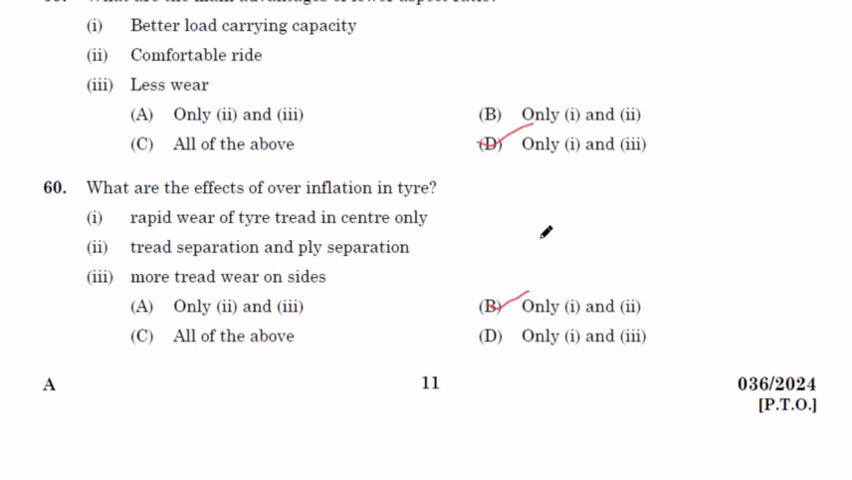 (i) Better load carrying capacity
(ii) Comfortable ride
(iii) Less wear
(A) Only (ii) and (iii) (B) Only (i) and (ii)
(C) All of the above (D) Only (i) and (iii)
60. What are the effects of over inflation in tyre?
(i) rapid wear of tyre tread in centre only
(ii) tread separation and ply separation
(iii) more tread wear on sides
(A) Only (ii) and (iii) (B) Only (i) and (ii)
(C) All of the above (D) Only (i) and (iii)
A 11 036/2024
[P.T.O.]